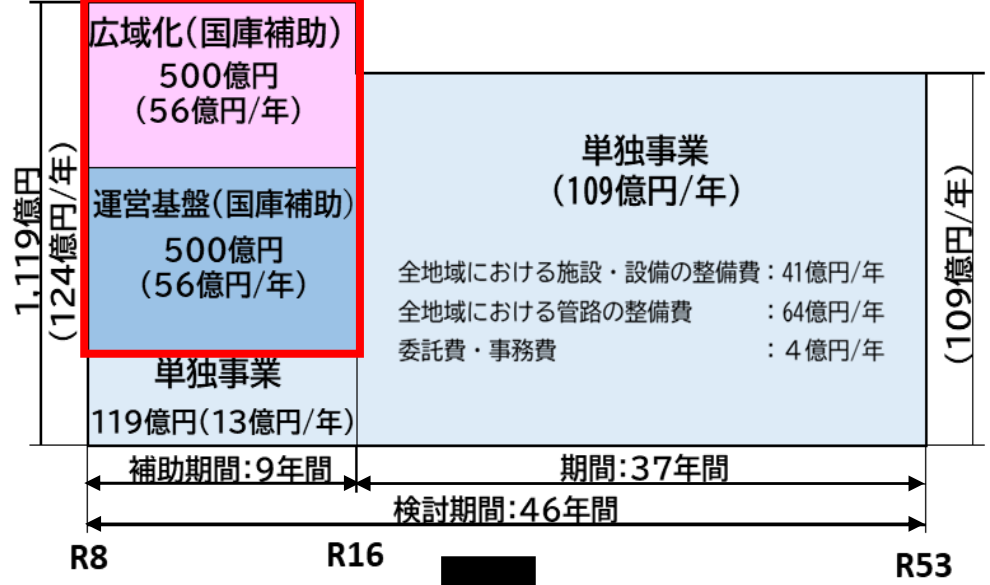 1,119億円
(124億円/年)
広域化(国庫補助)
500億円
(56億円/年)
運営基盤(国庫補助)
500億円
(56億円/年)
単独事業
119億円(13億円/年)
単独事業
(109億円/年)
全地域における施設・設備の整備費：41億円/年
全地域における管路の整備費　　　：64億円/年
委託費・事務費　　　　　　　　　：４億円/年
(109億円/年)
補助期間:9年間
期間:37年間
検討期間:46年間
R8
R16
R53